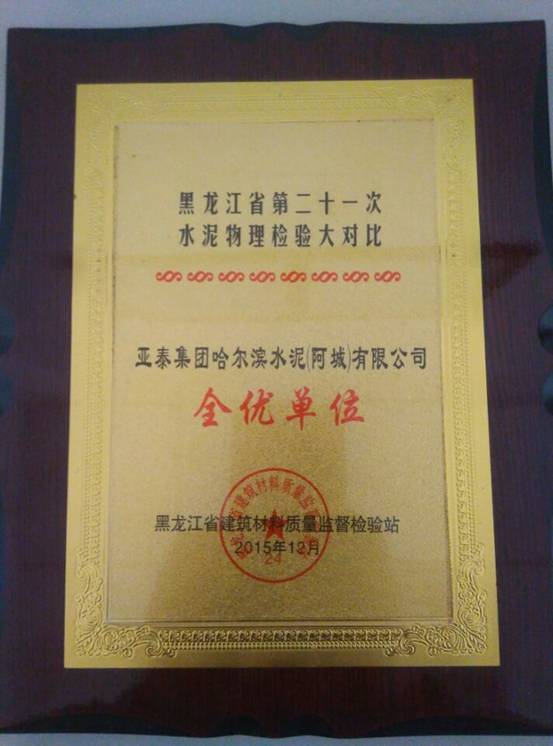 黑龙江省第二十一次
水泥物理检验大对比
亚泰集团哈尔滨水泥(阿城)有限公司
全优单位
黑龙江省建筑材料质量监督检验站
2015年12月
24